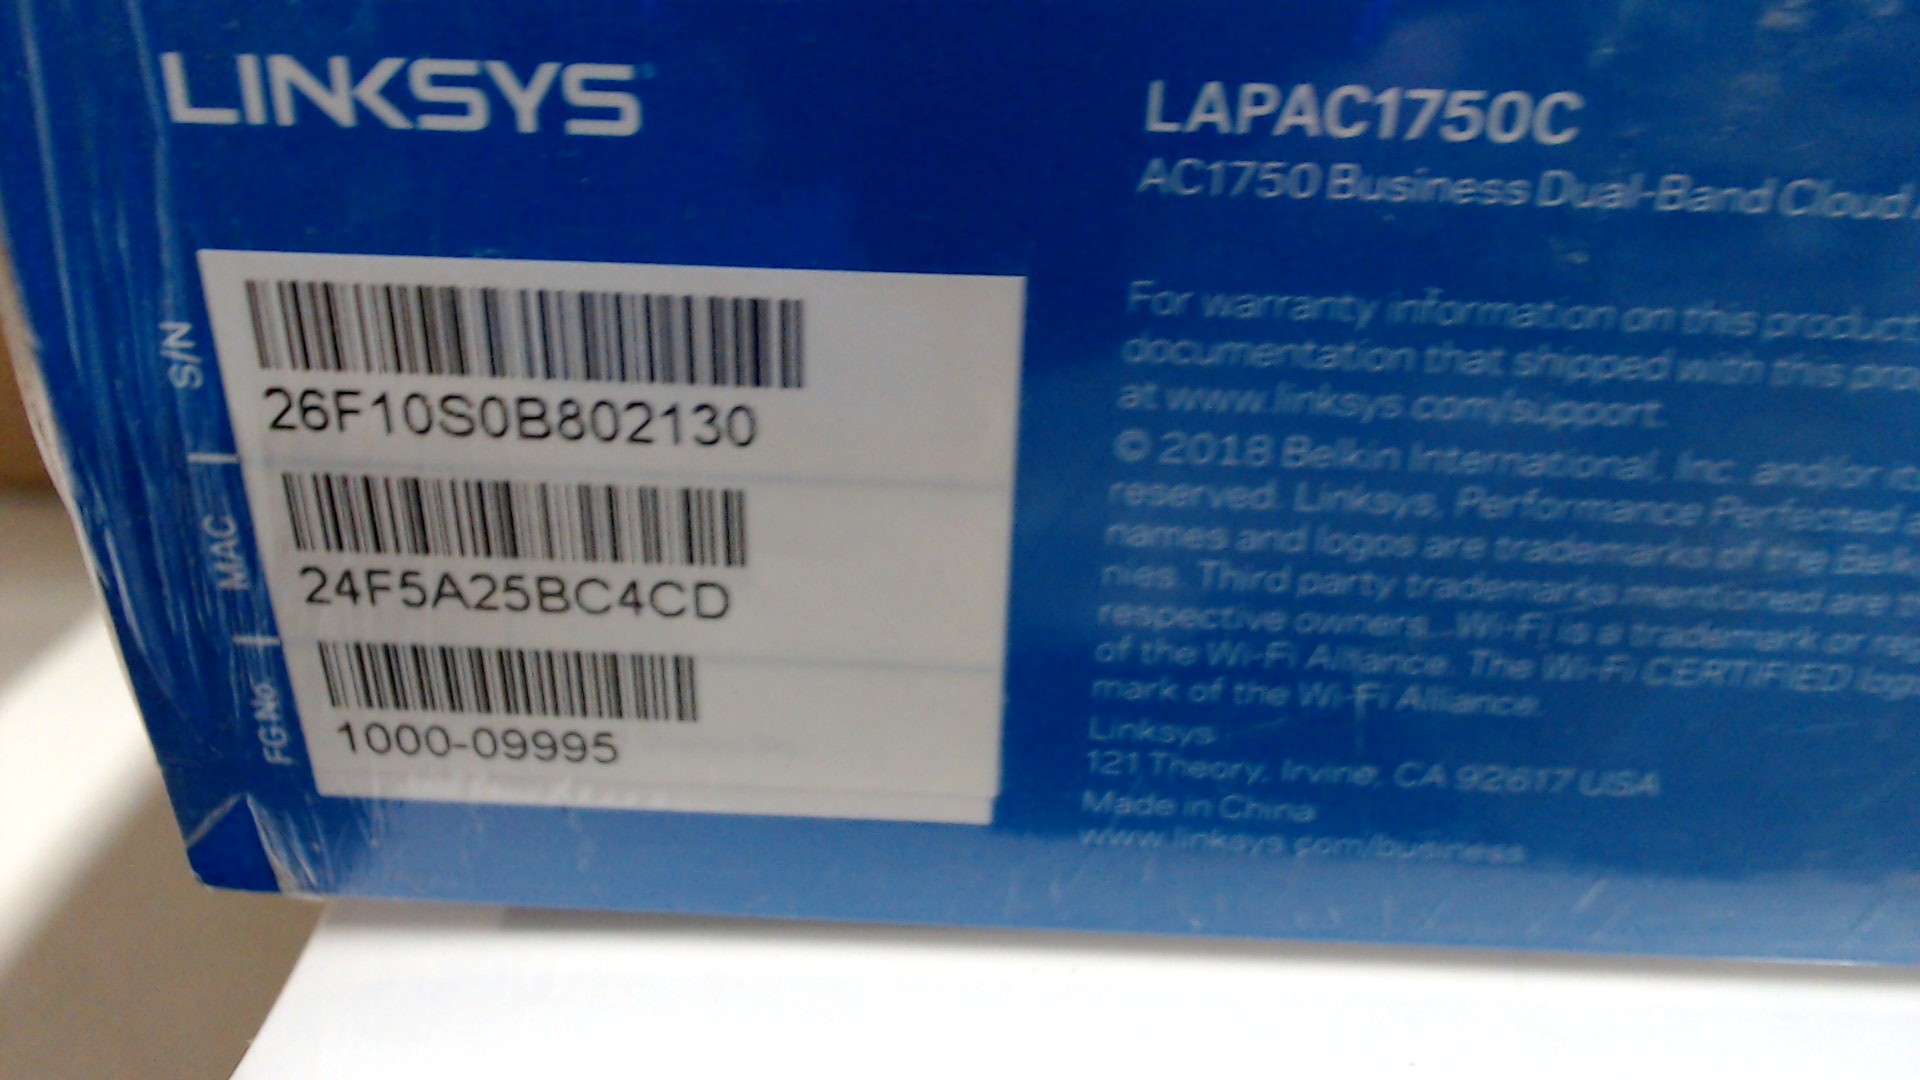 LINKSYS
S/N
26F10S0B802130
MAC
24F5A25BC4CD
FG.No
1000-09995
LAPAC1750C
AC1750 Business Dual-Band Cloud
For warranty information on this product
documentation that shipped with this
at www.linksys.com/support.
© 2018 Belkin International, Inc. and/or
reserved. Linksys, Performance Perfected
names and logos are trademarks of the
nies. Third party trademarks mentioned are
respective owners. Wi-Fi is a trademark or
of the Wi-Fi Alliance. The Wi-Fi CERTIFIED
mark of the Wi-Fi Alliance.
Linksys
121 Theory, Irvine, CA 92617 USA
Made in China
www.linksys.com/business